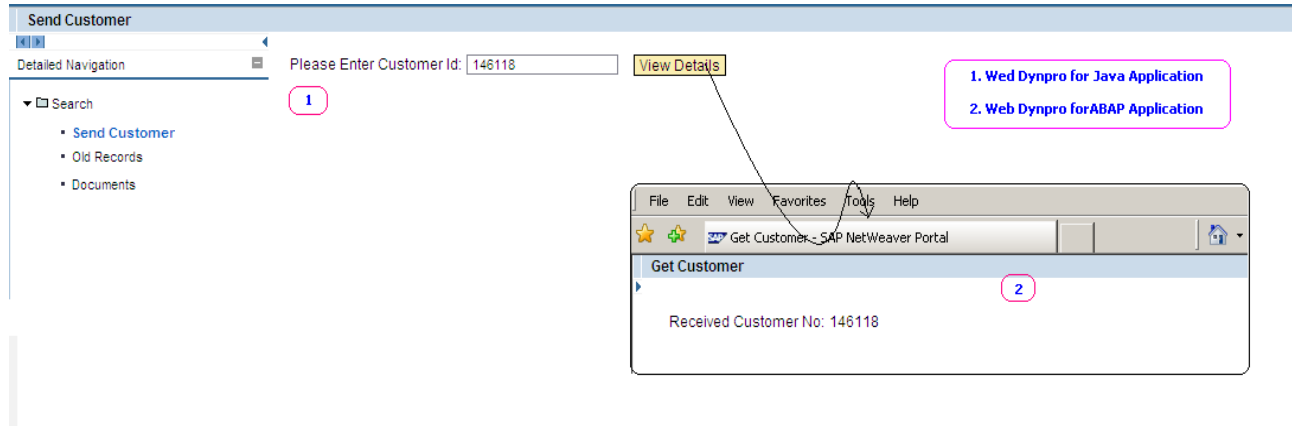 Send Customer
Detailed Navigation
Please Enter Customer Id: 146118 View Details
1
1. Wed Dynpro for Java Application
2. Web Dynpro forABAP Application
Search
Send Customer
Old Records
Documents
File Edit View Favorites Tools Help
SAP Get Customer - SAP NetWeaver Portal
Get Customer
2
Received Customer No: 146118